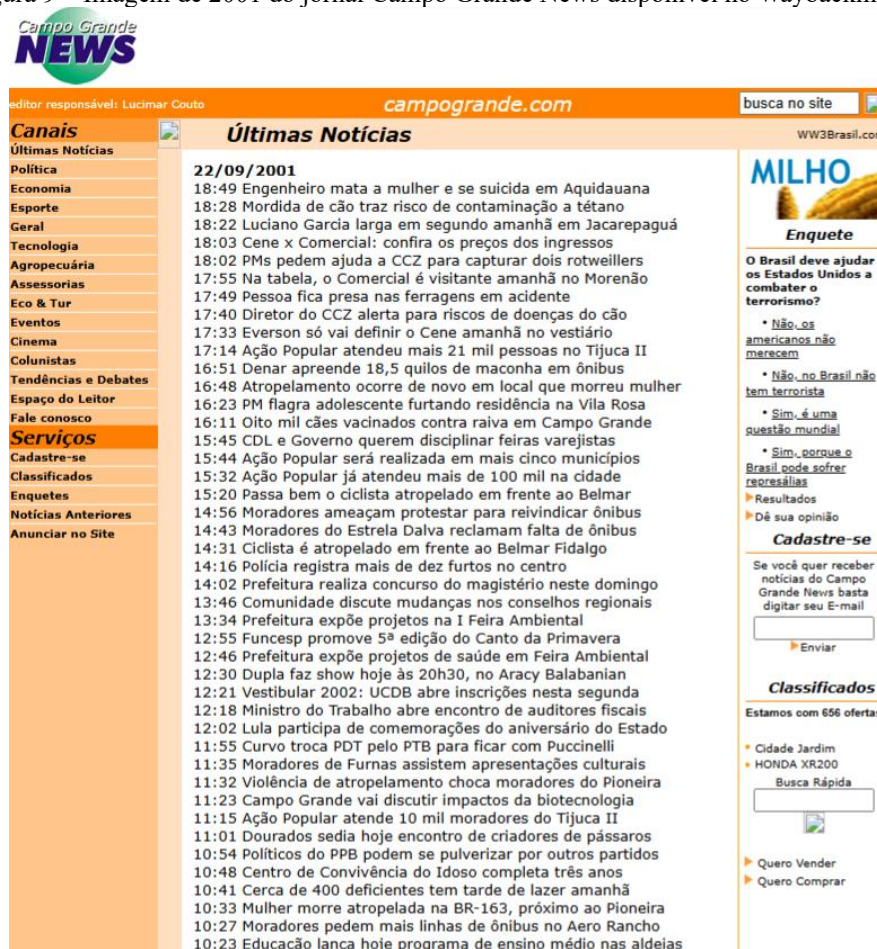 Imagem de 2001 do jornal Campo Grande News disponível no
Campo Grande
NEWS
editor responsável: Lucimar Couto
campogrande.com
busca no site
Canais
Últimas Notícias
Política
Economia
Esporte
Geral
Tecnologia
Agropecuária
Assessorias
Eco & Tur
Eventos
Cinema
Colunistas
Tendências e Debates
Espaço do Leitor
Fale conosco
Serviços
Cadastre-se
Classificados
Enquetes
Notícias Anteriores
Anunciar no Site
Últimas Notícias
22/09/2001
18:49 Engenheiro mata a mulher e se suicida em Aquidauana
18:28 Mordida de cão traz risco de contaminação a tétano
18:22 Luciano Garcia larga em segundo amanhã em Jacarepaguá
18:03 Cene x Comercial: confira os preços dos ingressos
18:02 PMs pedem ajuda a CCZ para capturar dois rotweillers
17:55 Na tabela, o Comercial é visitante amanhã no Morenão
17:49 Pessoa fica presa nas ferragens em acidente
17:40 Diretor do CCZ alerta para riscos de doenças do cão
17:33 Everson só vai definir o Cene amanhã no vestiário
17:14 Ação Popular atendeu mais 21 mil pessoas no Tijuca II
16:51 Denar apreende 18,5 quilos de maconha em ônibus
16:48 Atropelamento ocorre de novo em local que morreu mulher
16:23 PM flagra adolescente furtando residência na Vila Rosa
16:11 Oito mil cães vacinados contra raiva em Campo Grande
15:45 CDL e Governo querem disciplinar feiras varejistas
15:44 Ação Popular será realizada em mais cinco municípios
15:32 Ação Popular já atendeu mais de 100 mil na cidade
15:20 Passa bem o ciclista atropelado em frente ao Belmar
14:56 Moradores ameaçam protestar para reivindicar ônibus
14:43 Moradores do Estrela Dalva reclamam falta de ônibus
14:31 Ciclista é atropelado em frente ao Belmar Fidalgo
14:16 Polícia registra mais de dez furtos no centro
14:02 Prefeitura realiza concurso do magistério neste domingo
13:46 Comunidade discute mudanças nos conselhos regionais
13:34 Prefeitura expõe projetos na I Feira Ambiental
12:55 Funcesp promove 5ª edição do Canto da Primavera
12:46 Prefeitura expõe projetos de saúde em Feira Ambiental
12:30 Dupla faz show hoje às 20h30, no Aracy Balabanian
12:21 Vestibular 2002: UCDB abre inscrições nesta segunda
12:18 Ministro do Trabalho abre encontro de auditores fiscais
12:02 Lula participa de comemorações do aniversário do Estado
11:55 Curvo troca PDT pelo PTB para ficar com Puccinelli
11:35 Moradores de Furnas assistem apresentações culturais
11:32 Violência de atropelamento choca moradores do Pioneira
11:23 Campo Grande vai discutir impactos da biotecnologia
11:15 Ação Popular atende 10 mil moradores do Tijuca II
11:01 Dourados sedia hoje encontro de criadores de pássaros
10:54 Políticos do PPB podem se pulverizar por outros partidos
10:48 Centro de Convivência do Idoso completa três anos
10:41 Cerca de 400 deficientes tem tarde de lazer amanhã
10:33 Mulher morre atropelada na BR-163, próximo ao Pioneira
10:27 Moradores pedem mais linhas de ônibus no Aero Rancho
10:23 Educação lança hoje programa de ensino médio nas aldeias
WW3Brasil.com
MILHO
Enquete
O Brasil deve ajudar
os Estados Unidos a
combater o
terrorismo?
• Não, os
americanos não
merecem
• Não, no Brasil não
tem terrorista
• Sim, é uma
questão mundial
• Sim, porque o
Brasil pode sofrer
represálias
Resultados
Dê sua opinião
Cadastre-se
Se você quer receber
notícias do Campo
Grande News basta
digitar seu E-mail
Enviar
Classificados
Estamos com 656 ofertas
• Cidade Jardim
• HONDA XR200
Busca Rápida
Quero Vender
Quero Comprar